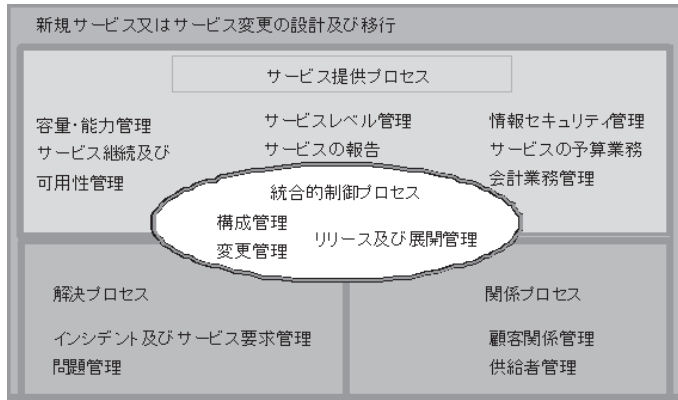 新規サービス又はサービス変更の設計及び移行
サービス提供プロセス
容量･能力管理
サービス継続及び
可用性管理
サービスレベル管理
サービスの報告
情報セキュリティ管理
サービスの予算業務
会計業務管理
統合的制御プロセス
構成管理
変更管理
リリース及び展開管理
解決プロセス
インシデント及びサービス要求管理
問題管理
関係プロセス
顧客関係管理
供給者管理